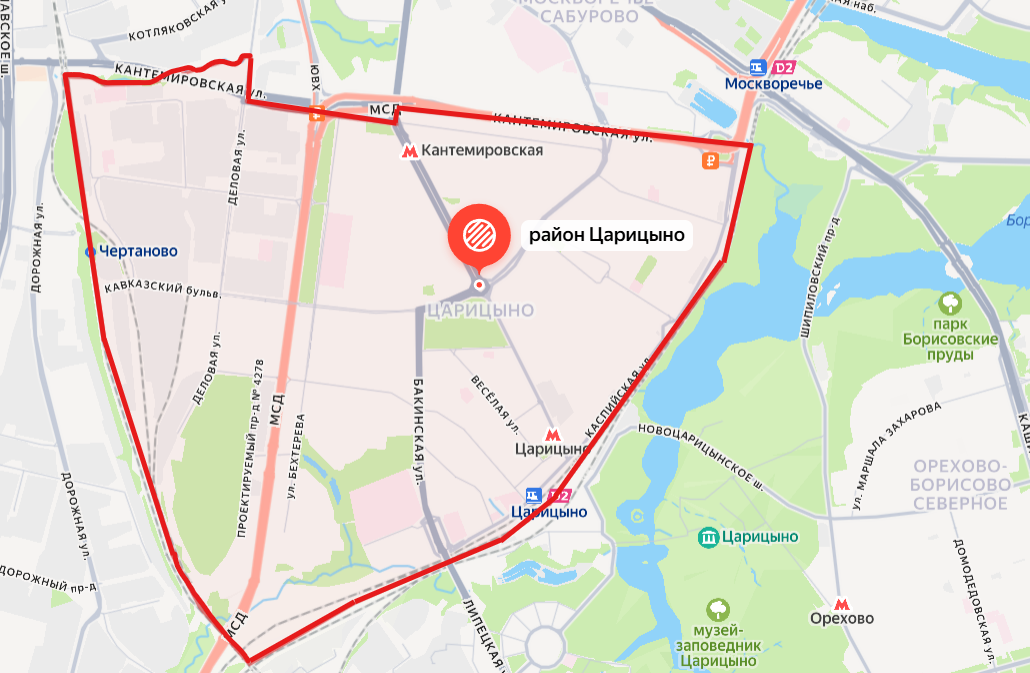 МОСКВОРЕЧЬЕ-
САБУРОВО
наб.
КОТЛЯКОВСКАЯ ул.
КАНТЕМИРОВСКАЯ ул.
ЮВХ
МСД
КАНТЕМИРОВСКАЯ ул.
D2
Москворечье
Кантемировская
ДЕЛОВАЯ ул.
ДОРОЖНАЯ ул.
Чертаново
район Царицыно
КАВКАЗСКИЙ бульв.
ЦАРИЦЫНО
ШИПИЛОВСКИЙ пр-д
парк
Борисовские
пруды
ДЕЛОВАЯ ул.
ПРОЕКТИРУЕМЫЙ пр-д № 4278
МСД
ул. БЕХТЕРЕВА
БАКИНСКАЯ ул.
ВЕСЁЛАЯ ул.
КАСПИЙСКАЯ ул.
Царицыно
D2
Царицыно
НОВОЦАРИЦЫНСКОЕ ш.
ул. МАРШАЛА ЗАХАРОВА
ОРЕХОВО-
БОРИСОВО
СЕВЕРНОЕ
Царицыно
ДОРОЖНАЯ ул.
ДОРОЖНЫЙ пр-д
МСД
ЛИПЕЦКАЯ
музей-
заповедник
Царицыно
Орехово
ДОМОДЕДОВСКАЯ ул.